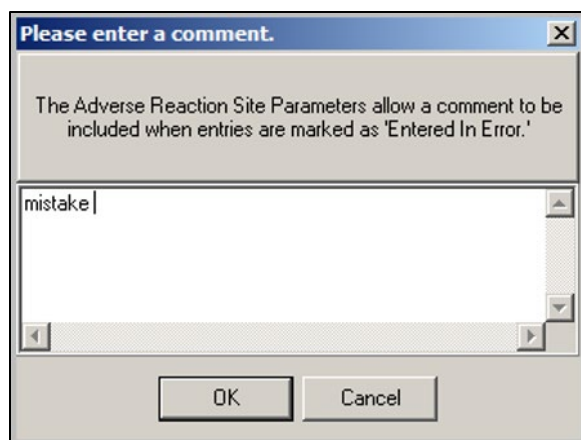 Please enter a comment.
The Adverse Reaction Site Parameters allow a comment to be
included when entries are marked as 'Entered In Error.'
mistake
OK Cancel